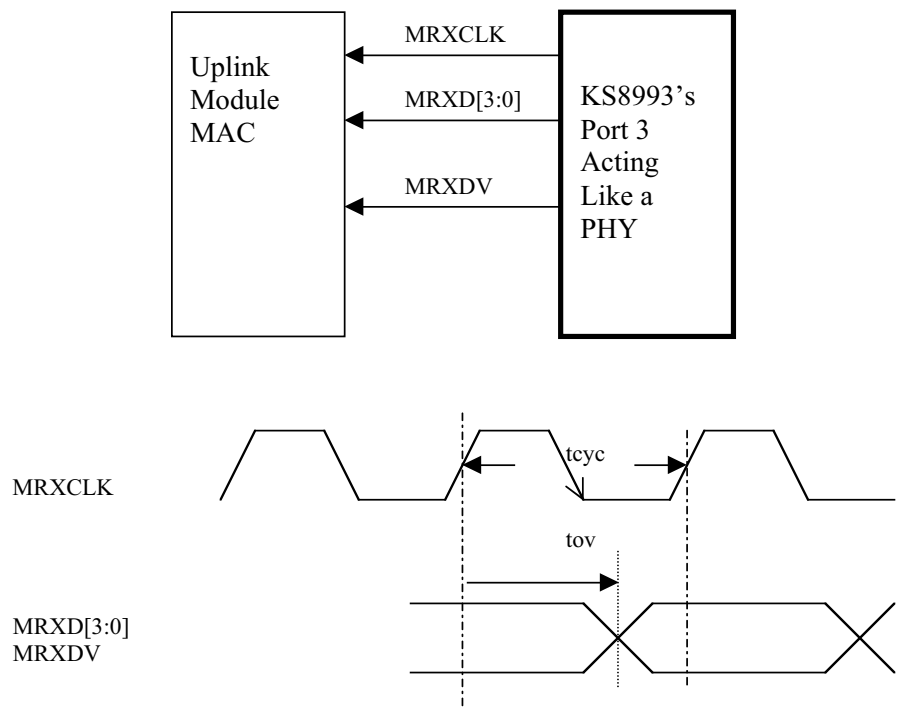 Uplink
Module
MAC
MRXCLK
MRXD[3:0]
MRXDV
KS8993’s
Port 3
Acting
Like a
PHY
MRXCLK
tcyc
tov
MRXD[3:0]
MRXDV